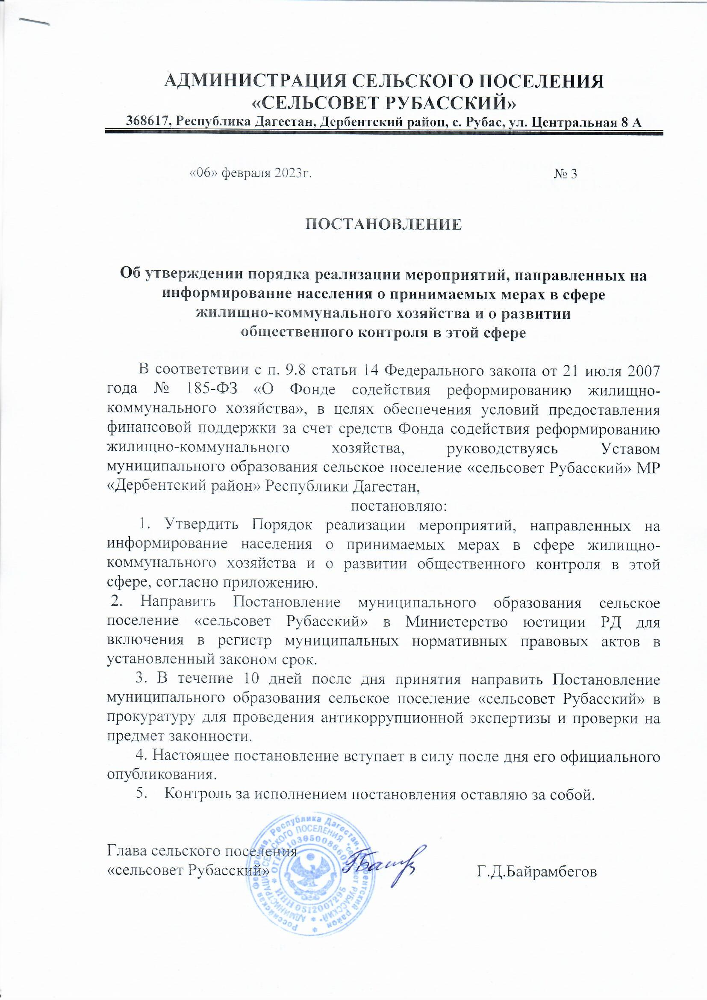 АДМИНИСТРАЦИЯ СЕЛЬСКОГО ПОСЕЛЕНИЯ
«СЕЛЬСОВЕТ РУБАССКИЙ»
368617, Республика Дагестан, Дербентский район, с. Рубас, ул. Центральная 8 А
«06» февраля 2023г. № 3
ПОСТАНОВЛЕНИЕ
Об утверждении порядка реализации мероприятий, направленных на
информирование населения о принимаемых мерах в сфере
жилищно-коммунального хозяйства и о развитии
общественного контроля в этой сфере
В соответствии с п. 9.8 статьи 14 Федерального закона от 21 июля 2007
года № 185-ФЗ «О Фонде содействия реформированию жилищно-
коммунального хозяйства», в целях обеспечения условий предоставления
финансовой поддержки за счет средств Фонда содействия реформированию
жилищно-коммунального хозяйства, руководствуясь Уставом
муниципального образования сельское поселение «сельсовет Рубасский» МР
«Дербентский район» Республики Дагестан,
постановляю:
1. Утвердить Порядок реализации мероприятий, направленных на
информирование населения о принимаемых мерах в сфере жилищно-
коммунального хозяйства и о развитии общественного контроля в этой
сфере, согласно приложению.
2. Направить Постановление муниципального образования сельское
поселение «сельсовет Рубасский» в Министерство юстиции РД для
включения в регистр муниципальных нормативных правовых актов в
установленный законом срок.
3. В течение 10 дней после дня принятия направить Постановление
муниципального образования сельское поселение «сельсовет Рубасский» в
прокуратуру для проведения антикоррупционной экспертизы и проверки на
предмет законности.
4. Настоящее постановление вступает в силу после дня его официального
опубликования.
5. Контроль за исполнением постановления оставляю за собой.
Глава сельского поселения
«сельсовет Рубасский» Г.Д.Байрамбегов
Российская Федерация, Республика Дагестан, Дербентский район
АДМИНИСТРАЦИЯ СЕЛЬСКОГО ПОСЕЛЕНИЯ "сельсовет РУБАССКИЙ"
ИНН 0512007295